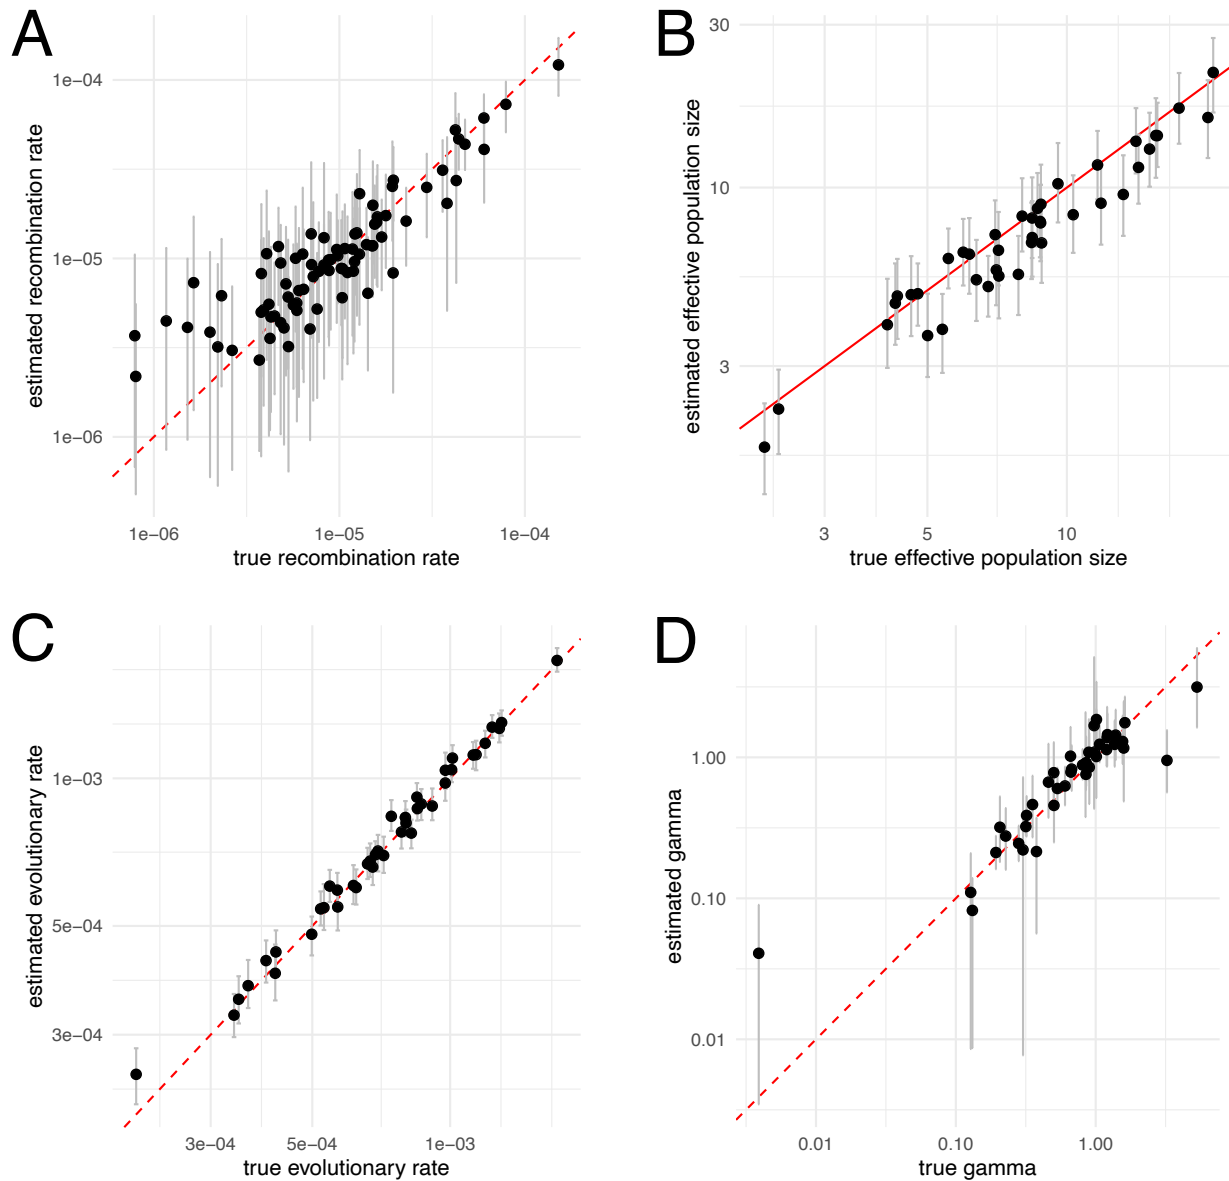 A
estimated recombination rate
1e−04
1e−05
1e−06
1e−06 1e−05 1e−04
true recombination rate
B
estimated effective population size
30
10
3
3 5 10
true effective population size
C
estimated evolutionary rate
1e−03
5e−04
3e−04
3e−04 5e−04 1e−03
true evolutionary rate
D
estimated gamma
1.00
0.10
0.01
0.01 0.10 1.00
true gamma